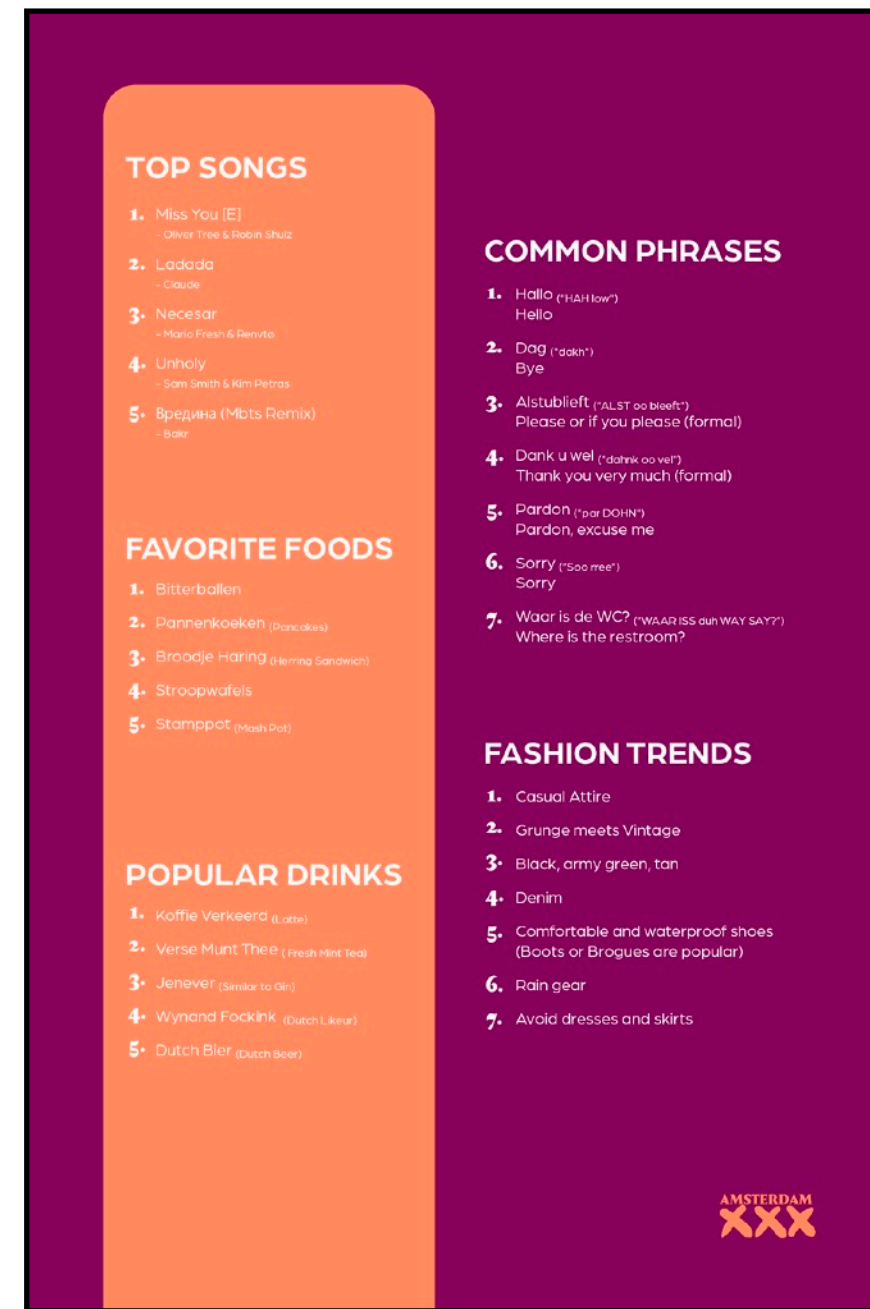 TOP SONGS
1. Miss You [E]
- Oliver Tree & Robin Shulz
2. Ladada
- Claude
3. Necesar
- Mario Fresh & Renvtø
4. Unholy
- Sam Smith & Kim Petras
5. Вредина (Mbts Remix)
- Bakr
FAVORITE FOODS
1. Bitterballen
2. Pannenkoeken (Pancakes)
3. Broodje Haring (Herring Sandwich)
4. Stroopwafels
5. Stamppot (Mash Pot)
POPULAR DRINKS
1. Koffie Verkeerd (Latte)
2. Verse Munt Thee ( Fresh Mint Tea)
3. Jenever (Similar to Gin)
4. Wynand Fockink (Dutch Likeur)
5. Dutch Bier (Dutch Beer)
COMMON PHRASES
1. Hallo ("HAH low")
Hello
2. Dag ("dakh")
Bye
3. Alstublieft ("ALST oo bleeft")
Please or if you please (formal)
4. Dank u wel ("dahnk oo vel")
Thank you very much (formal)
5. Pardon ("par DOHN")
Pardon, excuse me
6. Sorry ("Soo rree")
Sorry
7. Waar is de WC? ("WAAR ISS duh WAY SAY?")
Where is the restroom?
FASHION TRENDS
1. Casual Attire
2. Grunge meets Vintage
3. Black, army green, tan
4. Denim
5. Comfortable and waterproof shoes
(Boots or Brogues are popular)
6. Rain gear
7. Avoid dresses and skirts
AMSTERDAM
XXX